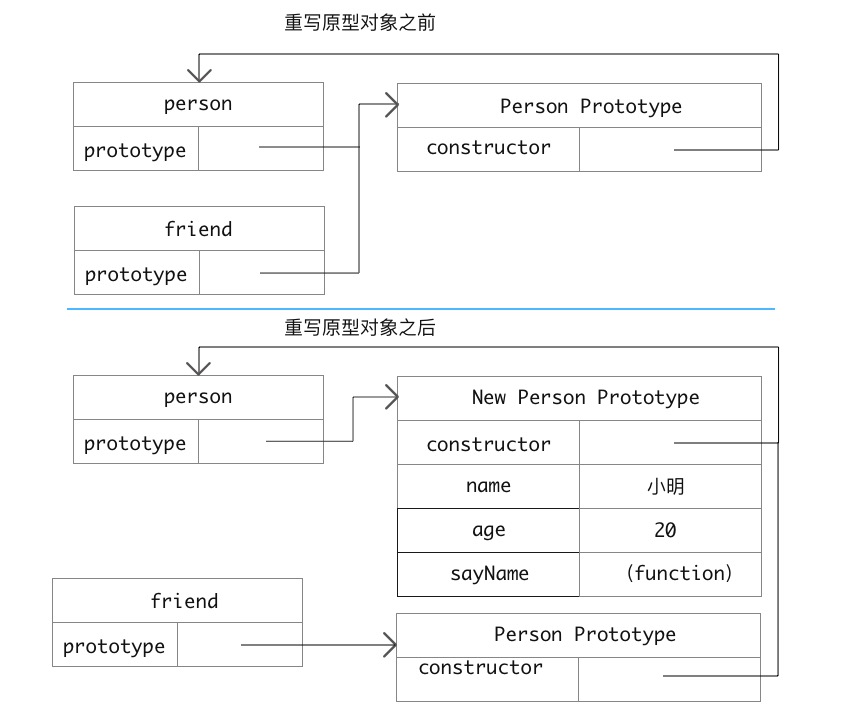 重写原型对象之前
person
Person Prototype
prototype
constructor
friend
prototype
重写原型对象之后
person
New Person Prototype
prototype
constructor
name 小明
age 20
sayName (function)
friend
Person Prototype
prototype
constructor